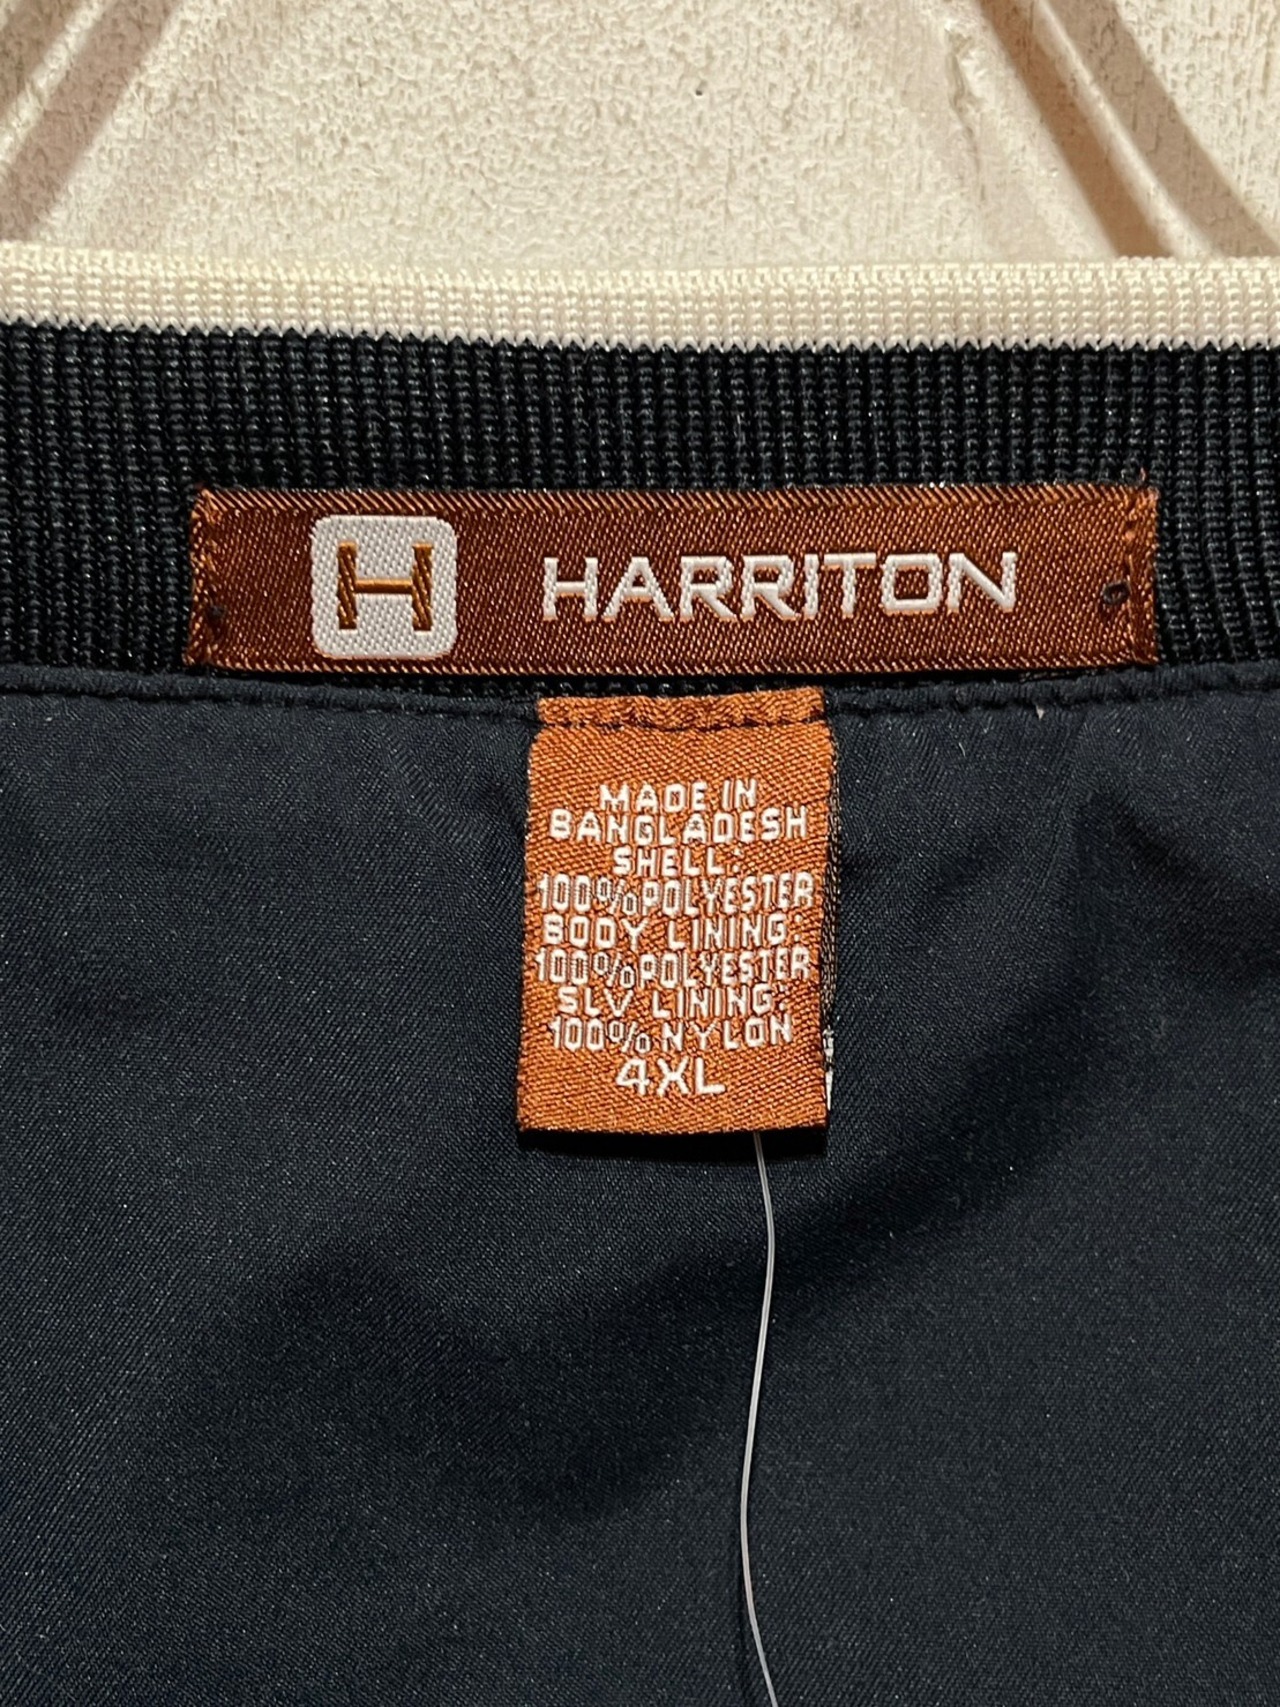 H HARRITON
MADE IN
BANGLADESH
SHELL:
100%POLYESTER
BODY LINING:
100%POLYESTER
SLV LINING:
100%NYLON
4XL